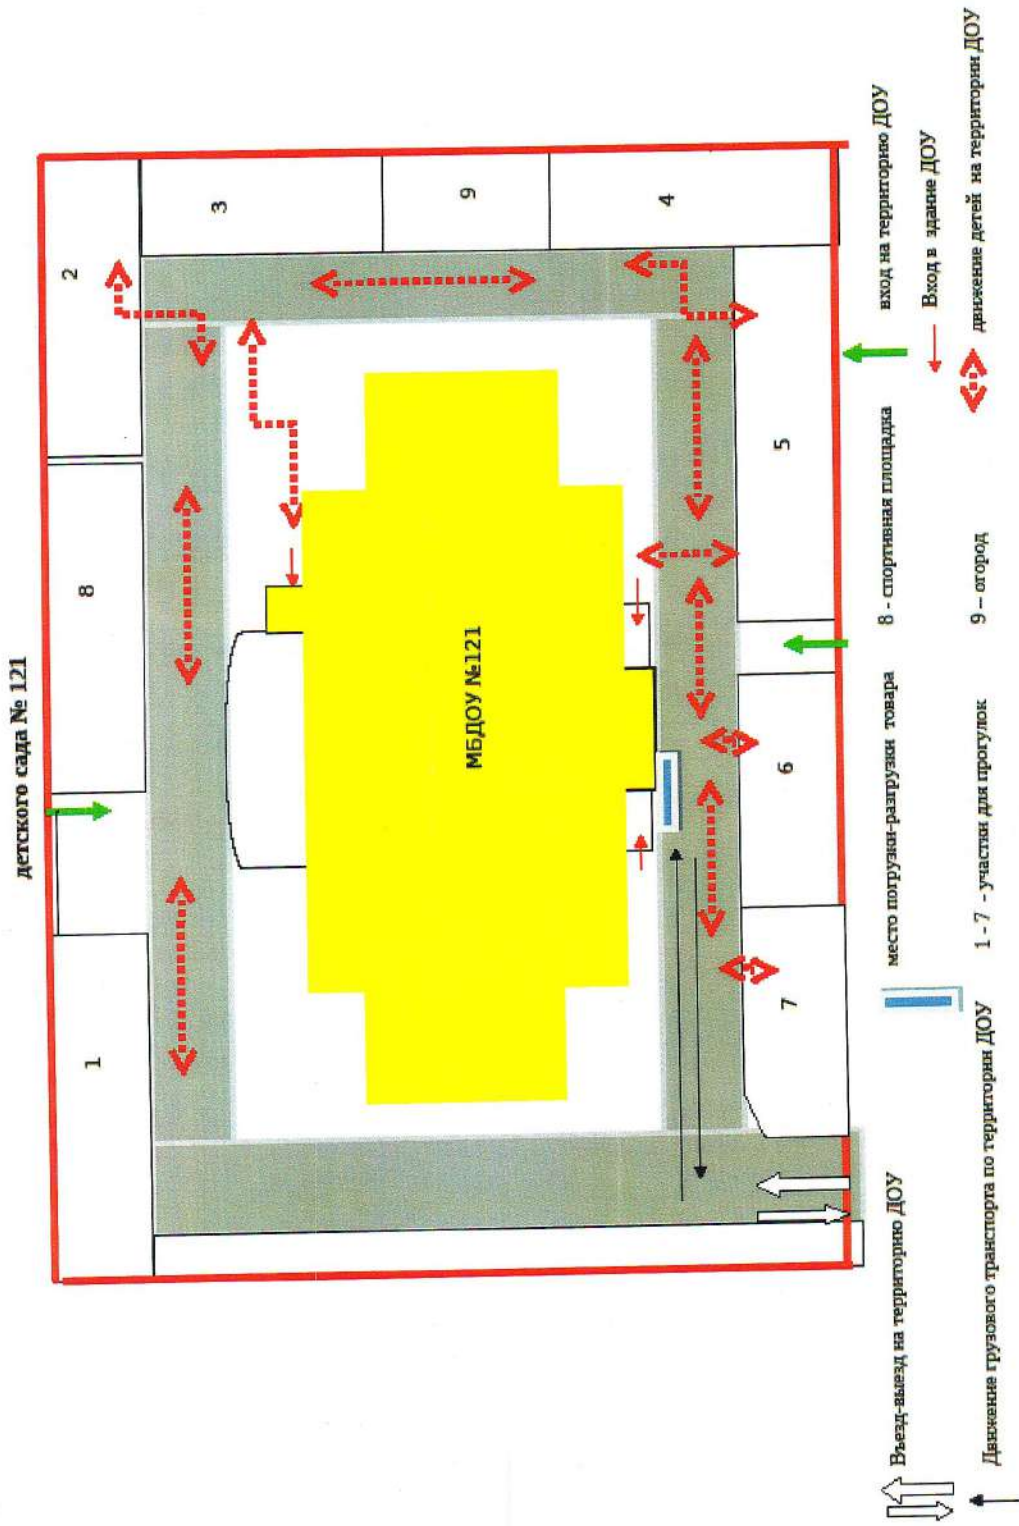 детского сада № 121
1
8
2
3
9
4
МБДОУ №121
7
6
5
Въезд-выезд на территорию ДОУ
место погрузки-разгрузки товара
8 - спортивная площадка
вход на территорию ДОУ
Вход в здание ДОУ
Движение грузового транспорта по территории ДОУ
1 - 7 - участки для прогулок
9 – огород
движение детей на территории ДОУ